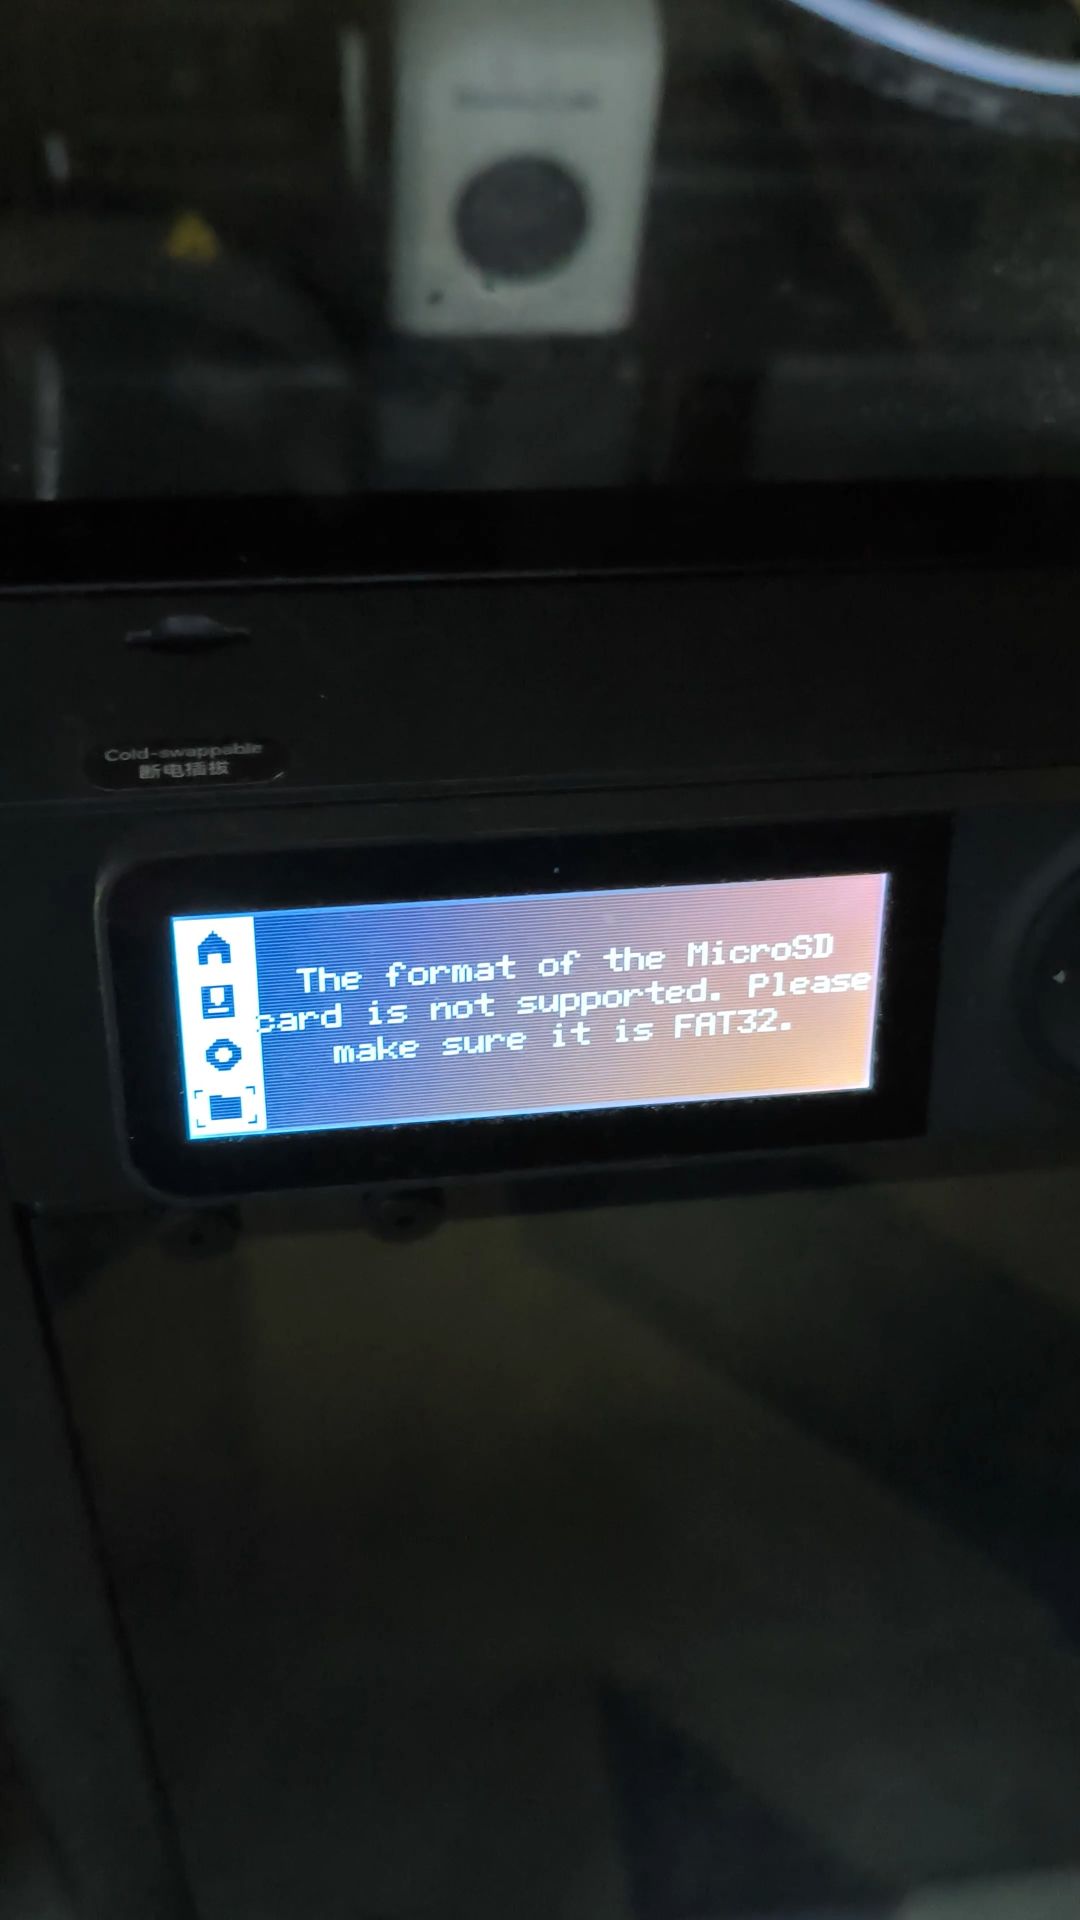 Cold-swappable
断电插拔
The format of the MicroSD
card is not supported. Please
make sure it is FAT32.